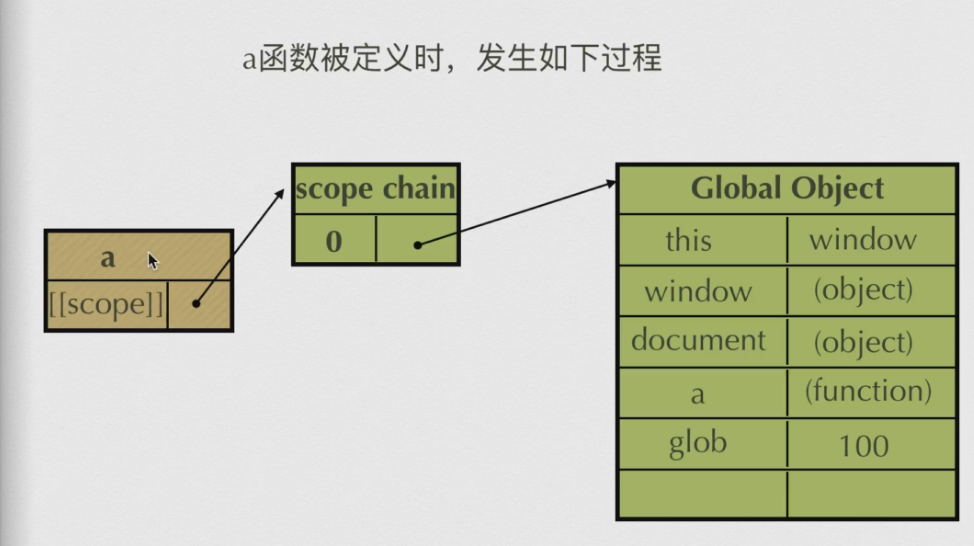 a函数被定义时，发生如下过程
a
[[scope]]
scope chain
0
Global Object
this window
window (object)
document (object)
a (function)
glob 100